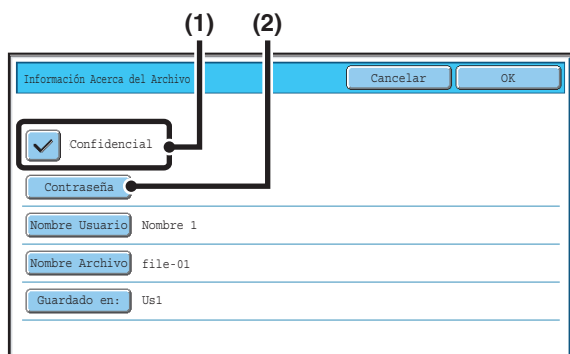 (1) (2)
Información Acerca del Archivo Cancelar OK
Confidencial
Contraseña
Nombre Usuario Nombre 1
Nombre Archivo file-01
Guardado en: Us1